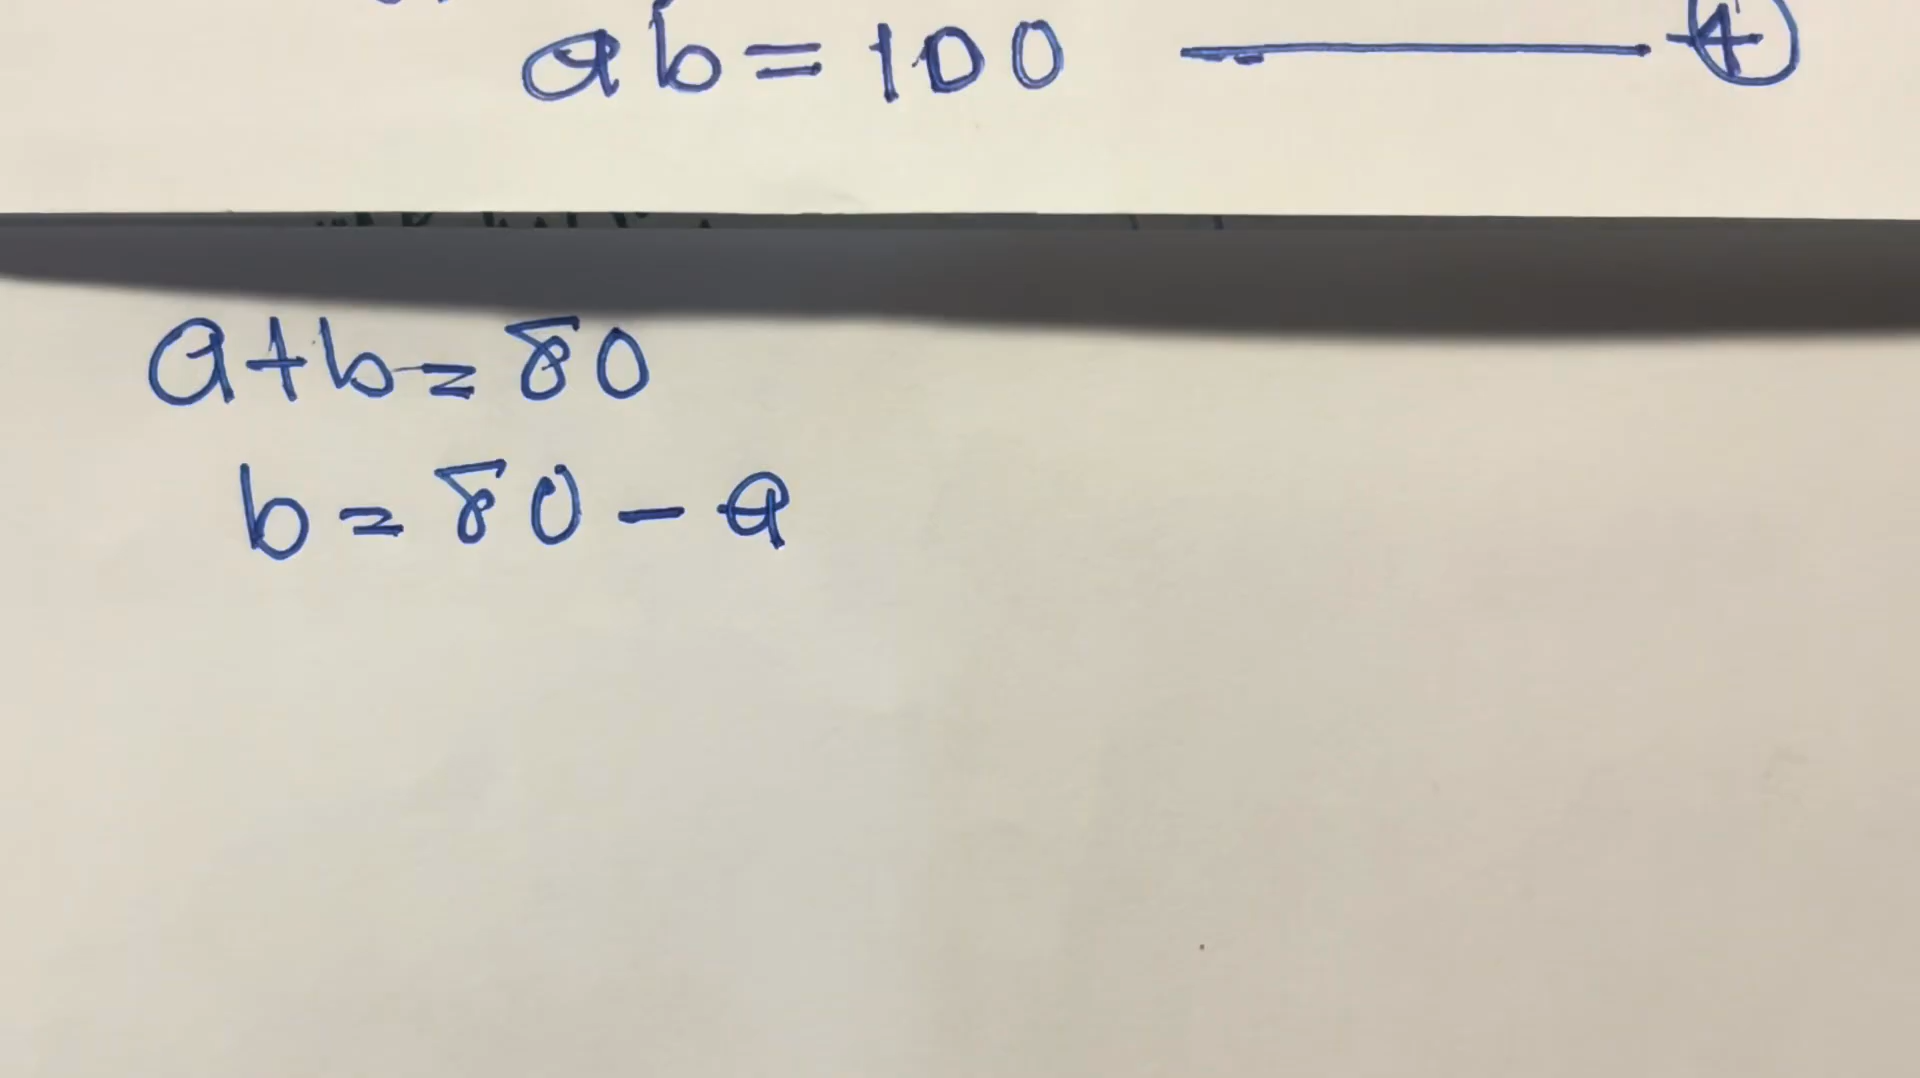 ab = 100 ——— ④
a+b = 80
b = 80 - a